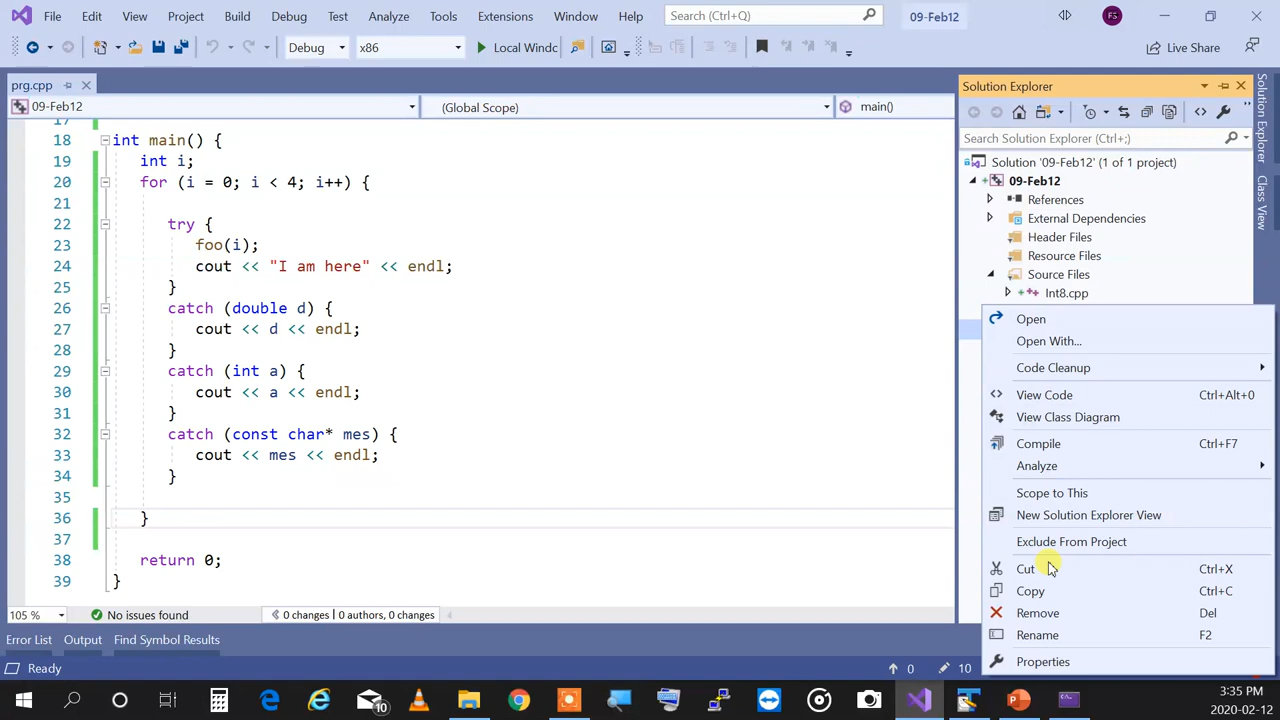 File Edit View Project Build Debug Test Analyze Tools Extensions Window Help Search (Ctrl+Q) 09-Feb12 FS
Debug x86 Local Windc Live Share
prg.cpp
09-Feb12 (Global Scope) main()
17
18 int main() {
19 int i;
20 for (i = 0; i < 4; i++) {
21
22 try {
23 foo(i);
24 cout << "I am here" << endl;
25 }
26 catch (double d) {
27 cout << d << endl;
28 }
29 catch (int a) {
30 cout << a << endl;
31 }
32 catch (const char* mes) {
33 cout << mes << endl;
34 }
35
36 }
37
38 return 0;
39 }
105 % No issues found 0 changes | 0 authors, 0 changes
Error List Output Find Symbol Results
Ready 0 10
Solution Explorer
Search Solution Explorer (Ctrl+;)
Solution '09-Feb12' (1 of 1 project)
09-Feb12
References
External Dependencies
Header Files
Resource Files
Source Files
Int8.cpp
Open
Open With...
Code Cleanup
View Code Ctrl+Alt+0
View Class Diagram
Compile Ctrl+F7
Analyze
Scope to This
New Solution Explorer View
Exclude From Project
Cut Ctrl+X
Copy Ctrl+C
Remove Del
Rename F2
Properties
Solution Explorer
Class View
10
3:35 PM
2020-02-12